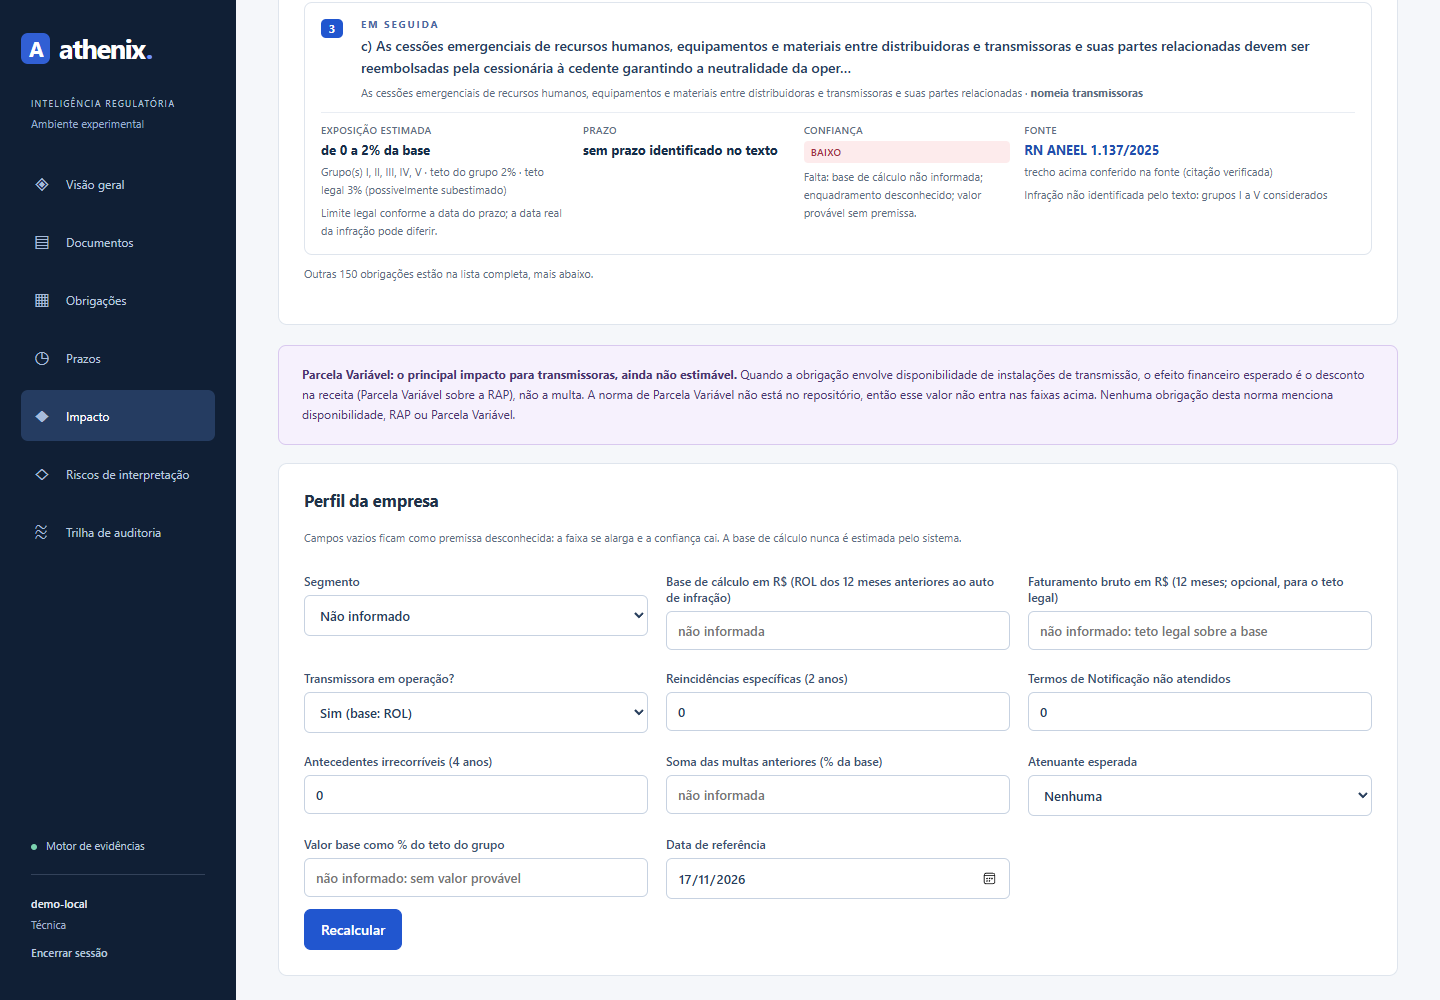 A athenix.
INTELIGÊNCIA REGULATÓRIA
Ambiente experimental
Visão geral
Documentos
Obrigações
Prazos
Impacto
Riscos de interpretação
Trilha de auditoria
Motor de evidências
demo-local
Técnica
Encerrar sessão
3 EM SEGUIDA
c) As cessões emergenciais de recursos humanos, equipamentos e materiais entre distribuidoras e transmissoras e suas partes relacionadas devem ser
reembolsadas pela cessionária à cedente garantindo a neutralidade da oper...
As cessões emergenciais de recursos humanos, equipamentos e materiais entre distribuidoras e transmissoras e suas partes relacionadas · nomeia transmissoras
EXPOSIÇÃO ESTIMADA
de 0 a 2% da base
Grupo(s) I, II, III, IV, V · teto do grupo 2% · teto
legal 3% (possivelmente subestimado)
Limite legal conforme a data do prazo; a data real
da infração pode diferir.
PRAZO
sem prazo identificado no texto
CONFIANÇA
BAIXO
Falta: base de cálculo não informada;
enquadramento desconhecido; valor
provável sem premissa.
FONTE
RN ANEEL 1.137/2025
trecho acima conferido na fonte (citação verificada)
Infração não identificada pelo texto: grupos I a V considerados
Outras 150 obrigações estão na lista completa, mais abaixo.
Parcela Variável: o principal impacto para transmissoras, ainda não estimável. Quando a obrigação envolve disponibilidade de instalações de transmissão, o efeito financeiro esperado é o desconto
na receita (Parcela Variável sobre a RAP), não a multa. A norma de Parcela Variável não está no repositório, então esse valor não entra nas faixas acima. Nenhuma obrigação desta norma menciona
disponibilidade, RAP ou Parcela Variável.
Perfil da empresa
Campos vazios ficam como premissa desconhecida: a faixa se alarga e a confiança cai. A base de cálculo nunca é estimada pelo sistema.
Segmento
Não informado
Base de cálculo em R$ (ROL dos 12 meses anteriores ao auto
de infração)
não informada
Faturamento bruto em R$ (12 meses; opcional, para o teto
legal)
não informado: teto legal sobre a base
Transmissora em operação?
Sim (base: ROL)
Reincidências específicas (2 anos)
0
Termos de Notificação não atendidos
0
Antecedentes irrecorríveis (4 anos)
0
Soma das multas anteriores (% da base)
não informada
Atenuante esperada
Nenhuma
Valor base como % do teto do grupo
não informado: sem valor provável
Data de referência
17/11/2026
Recalcular